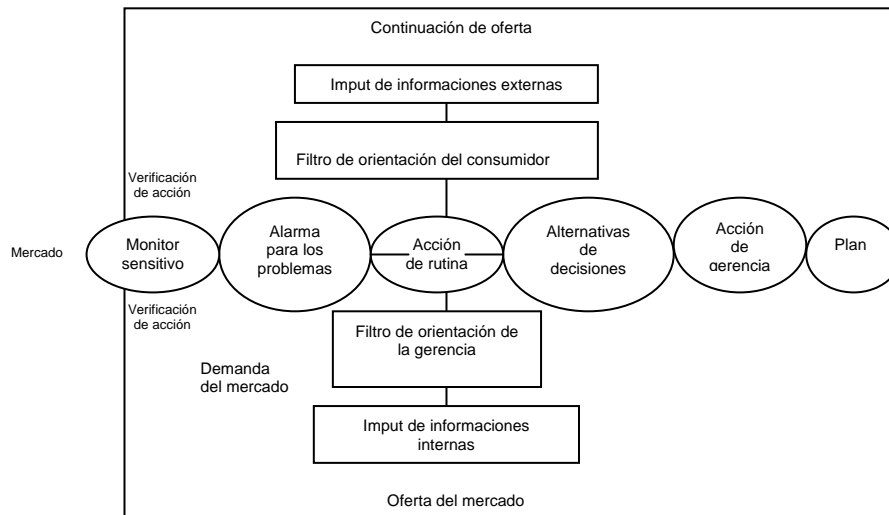 Continuación de oferta
Imput de informaciones externas
Filtro de orientación del consumidor
Verificación
de acción
Mercado
Monitor
sensitivo
Alarma
para los
problemas
Acción
de rutina
Alternativas
de
decisiones
Acción
de
gerencia
Plan
Verificación
de acción
Filtro de orientación de
la gerencia
Demanda
del mercado
Imput de informaciones
internas
Oferta del mercado